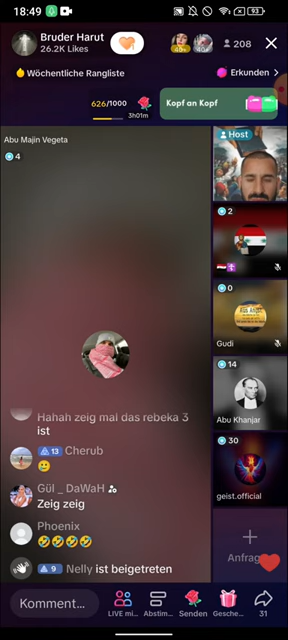 18:49
93
Bruder Harut
26.2K Likes
208
Wöchentliche Rangliste
Erkunden
626/1000
3h01m
Kopf an Kopf
Abu Majin Vegeta
4
Host
2
0
Gudi
14
Abu Khanjar
30
geist.official
Hahah zeig mal das rebeka 3
ist
13 Cherub
Gül _ DaWaH
Zeig zeig
Phoenix
🤣🤣🤣🤣
9 Nelly ist beigetreten
Anfrag
Komment...
LIVE mi...
Abstim...
Senden
Gesche...
31